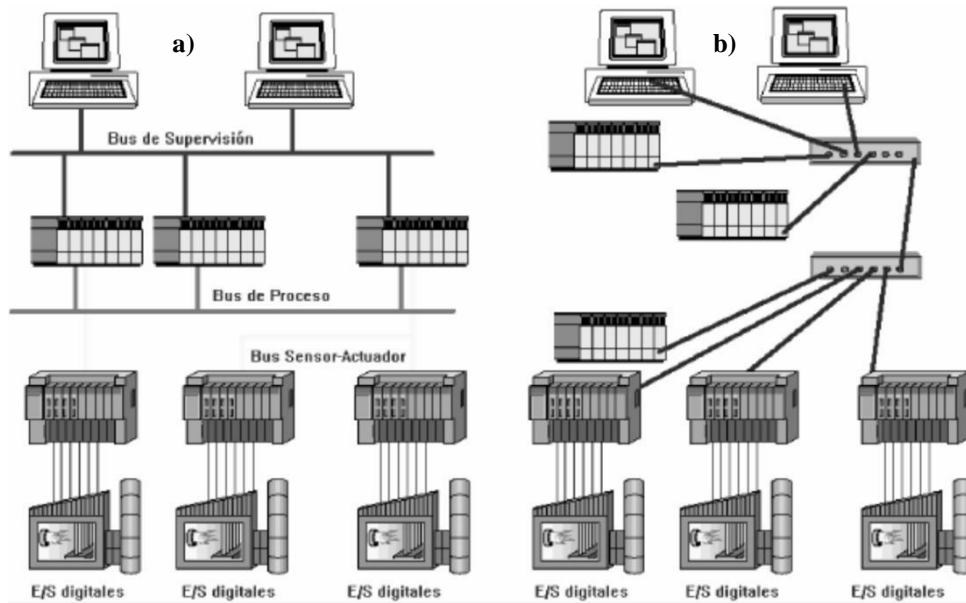 a)
b)
Bus de Supervisión
Bus de Proceso
Bus Sensor-Actuador
E/S digitales
E/S digitales
E/S digitales
E/S digitales
E/S digitales
E/S digitales